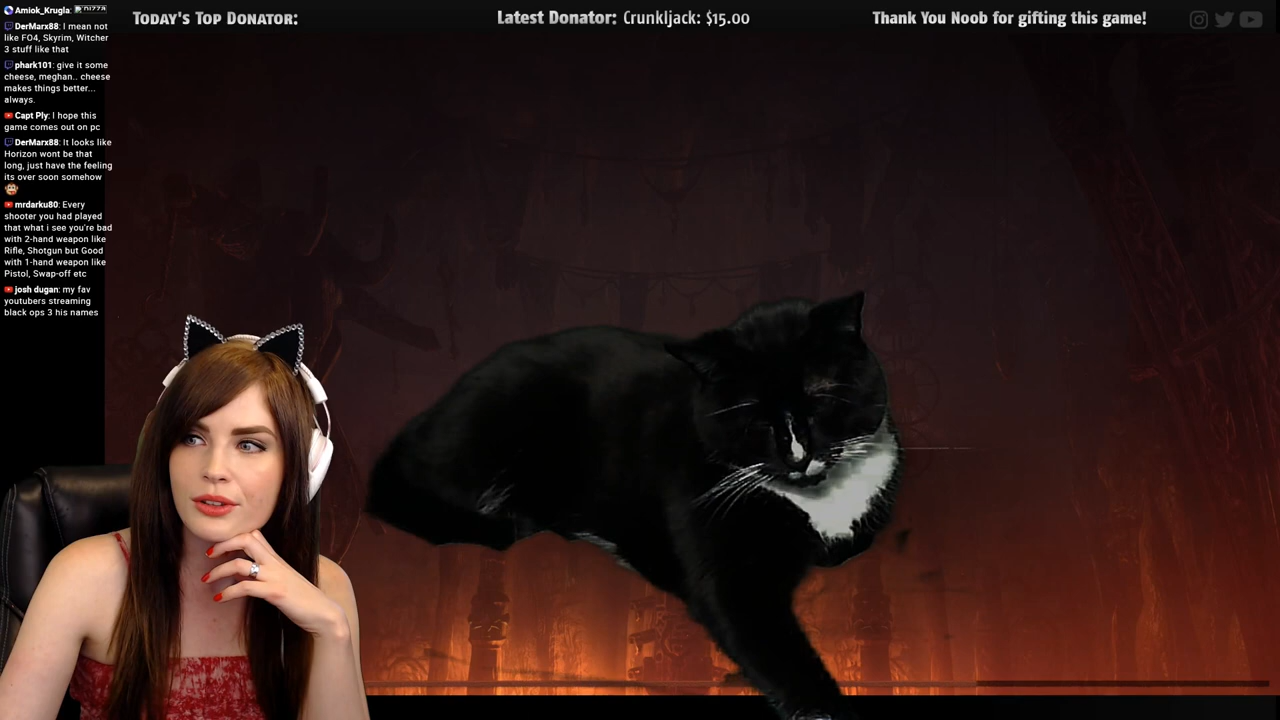 Amiok_Krugla:
DerMarx88: I mean not
like FO4, Skyrim, Witcher
3 stuff like that
phark101: give it some
cheese, meghan.. cheese
makes things better...
always.
Capt Ply: I hope this
game comes out on pc
DerMarx88: It looks like
Horizon wont be that
long, just have the feeling
its over soon somehow
mrdarku80: Every
shooter you had played
that what i see you're bad
with 2-hand weapon like
Rifle, Shotgun but Good
with 1-hand weapon like
Pistol, Swap-off etc
josh dugan: my fav
youtubers streaming
black ops 3 his names
Today's Top Donator:
Latest Donator: Crunkljack: $15.00
Thank You Noob for gifting this game!